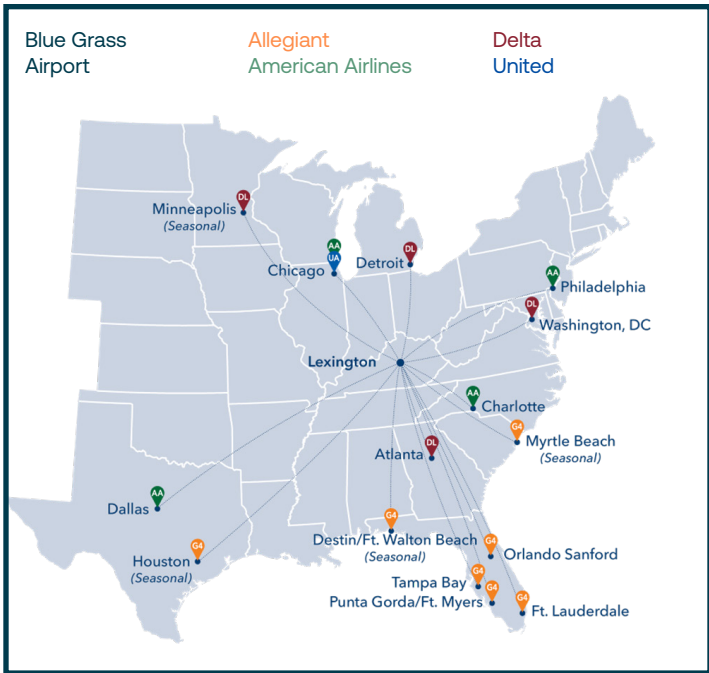 Blue Grass
Airport
Allegiant
American Airlines
Delta
United
DL
Minneapolis
(Seasonal)
AA
UA
Chicago
DL
Detroit
AA
Philadelphia
DL
Washington, DC
Lexington
AA
Charlotte
G4
Myrtle Beach
(Seasonal)
DL
Atlanta
AA
Dallas
G4
Houston
(Seasonal)
G4
Destin/Ft. Walton Beach
(Seasonal)
G4
Orlando Sanford
G4
Tampa Bay
G4
Punta Gorda/Ft. Myers
G4
Ft. Lauderdale